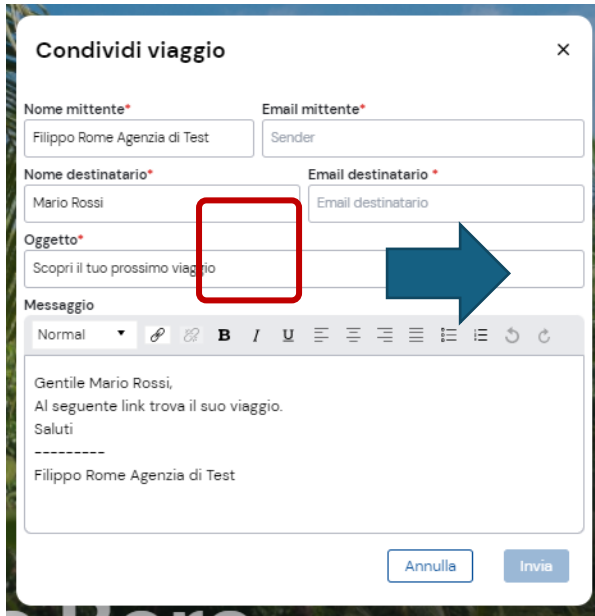 Condividi viaggio
Nome mittente* Email mittente*
Filippo Rome Agenzia di Test Sender
Nome destinatario* Email destinatario *
Mario Rossi Email destinatario
Oggetto*
Scopri il tuo prossimo viaggio
Messaggio
Normal B I U
Gentile Mario Rossi,
Al seguente link trova il suo viaggio.
Saluti
---------
Filippo Rome Agenzia di Test
Annulla Invia